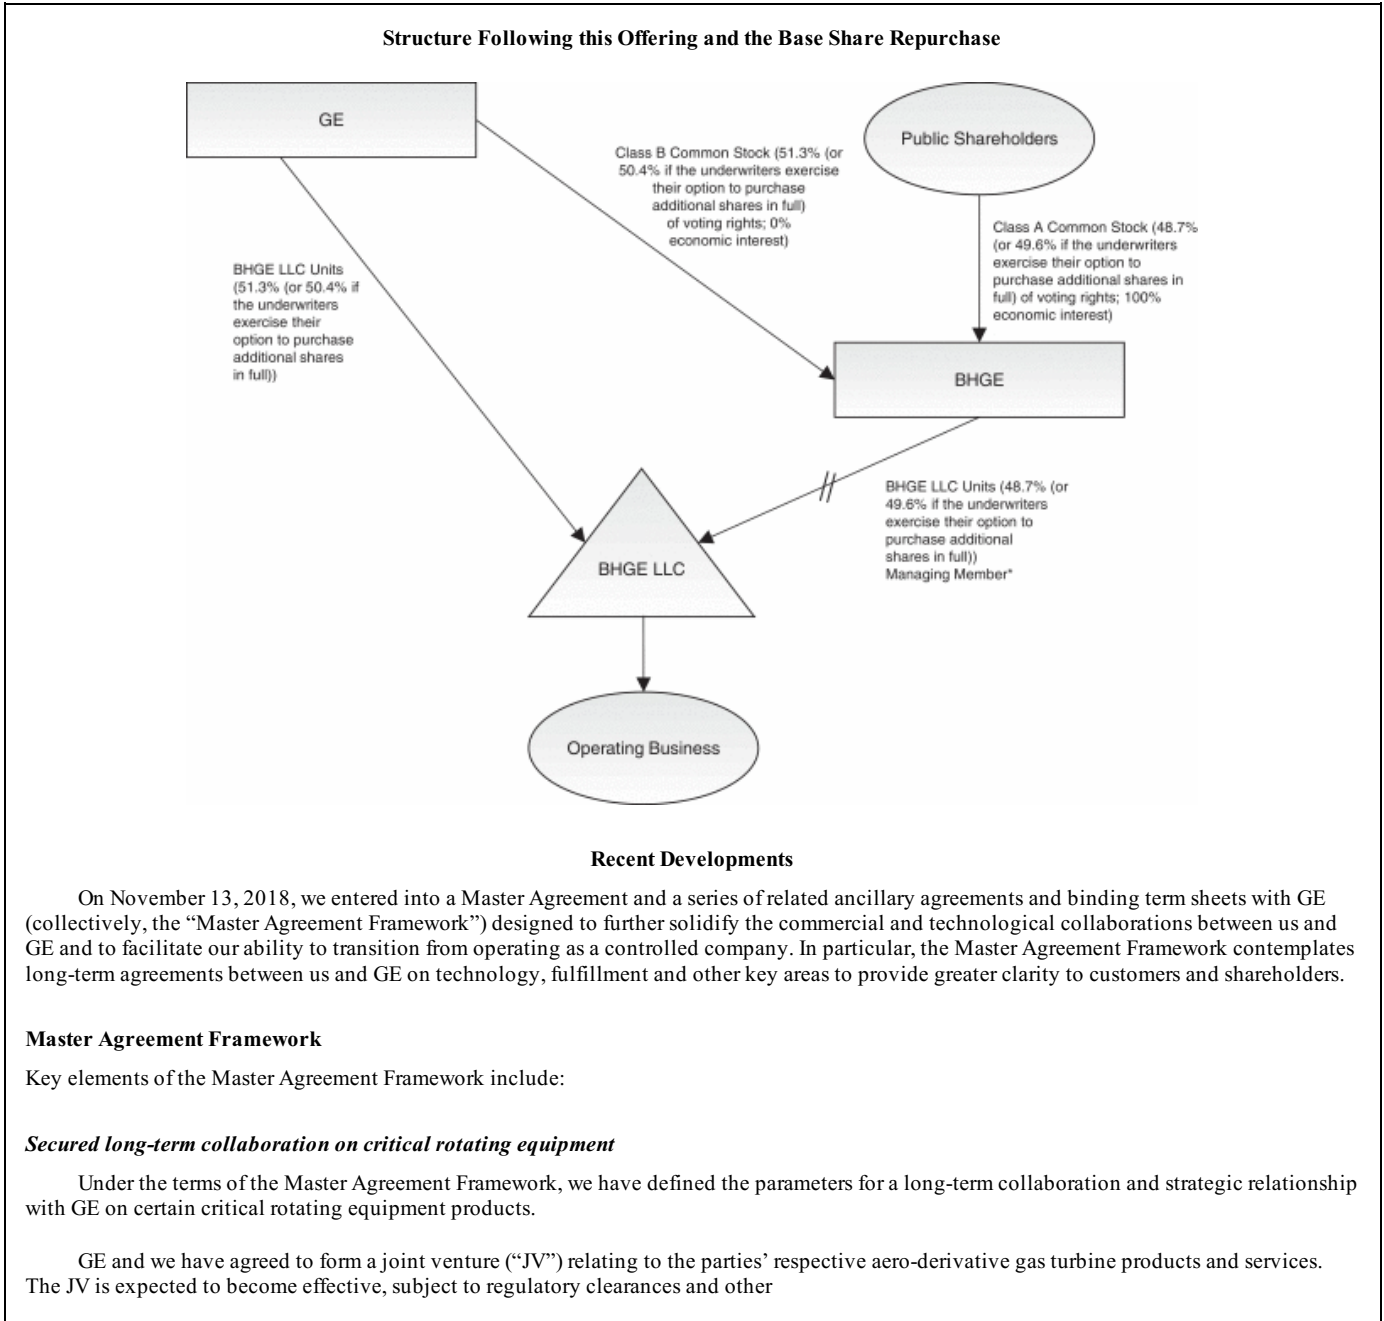 Structure Following this Offering and the Base Share Repurchase
GE
Public Shareholders
Class B Common Stock (51.3% (or
50.4% if the underwriters exercise
their option to purchase
additional shares in full)
of voting rights; 0%
economic interest)
Class A Common Stock (48.7%
(or 49.6% if the underwriters
exercise their option to
purchase additional shares in
full) of voting rights; 100%
economic interest)
BHGE LLC Units
(51.3% (or 50.4% if
the underwriters
exercise their
option to purchase
additional shares
in full))
BHGE
BHGE LLC Units (48.7% (or
49.6% if the underwriters
exercise their option to
purchase additional
shares in full))
Managing Member*
BHGE LLC
Operating Business
Recent Developments
On November 13, 2018, we entered into a Master Agreement and a series of related ancillary agreements and binding term sheets with GE
(collectively, the “Master Agreement Framework”) designed to further solidify the commercial and technological collaborations between us and
GE and to facilitate our ability to transition from operating as a controlled company. In particular, the Master Agreement Framework contemplates
long-term agreements between us and GE on technology, fulfillment and other key areas to provide greater clarity to customers and shareholders.
Master Agreement Framework
Key elements of the Master Agreement Framework include:
Secured long-term collaboration on critical rotating equipment
Under the terms of the Master Agreement Framework, we have defined the parameters for a long-term collaboration and strategic relationship
with GE on certain critical rotating equipment products.
GE and we have agreed to form a joint venture (“JV”) relating to the parties’ respective aero-derivative gas turbine products and services.
The JV is expected to become effective, subject to regulatory clearances and other